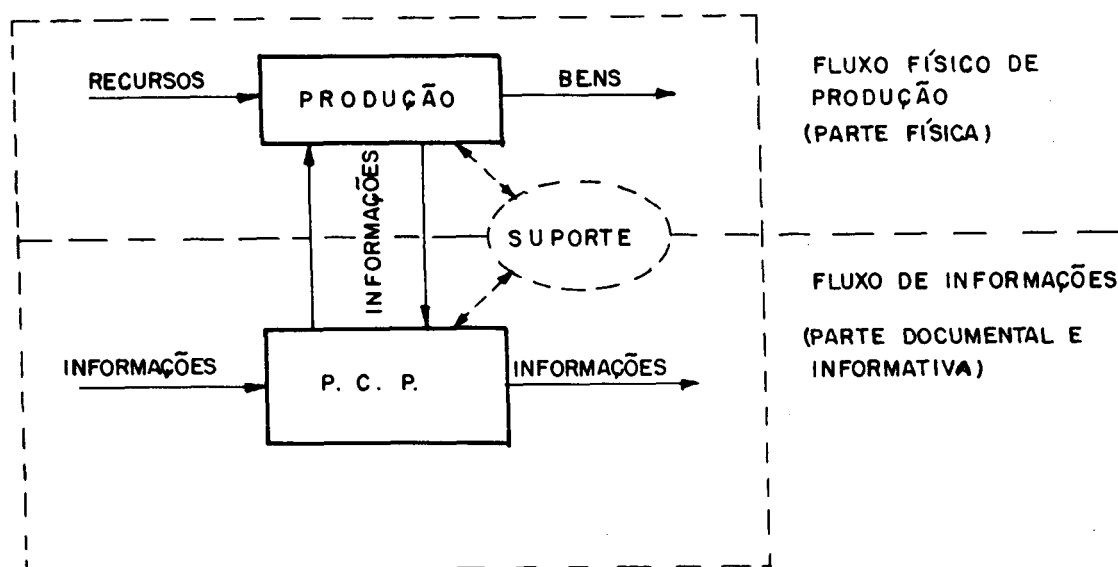 RECURSOS
PRODUÇÃO
BENS
FLUXO FÍSICO DE
PRODUÇÃO
(PARTE FÍSICA)
INFORMAÇÕES
SUPORTE
FLUXO DE INFORMAÇÕES
(PARTE DOCUMENTAL E
INFORMATIVA)
INFORMAÇÕES
P. C. P.
INFORMAÇÕES